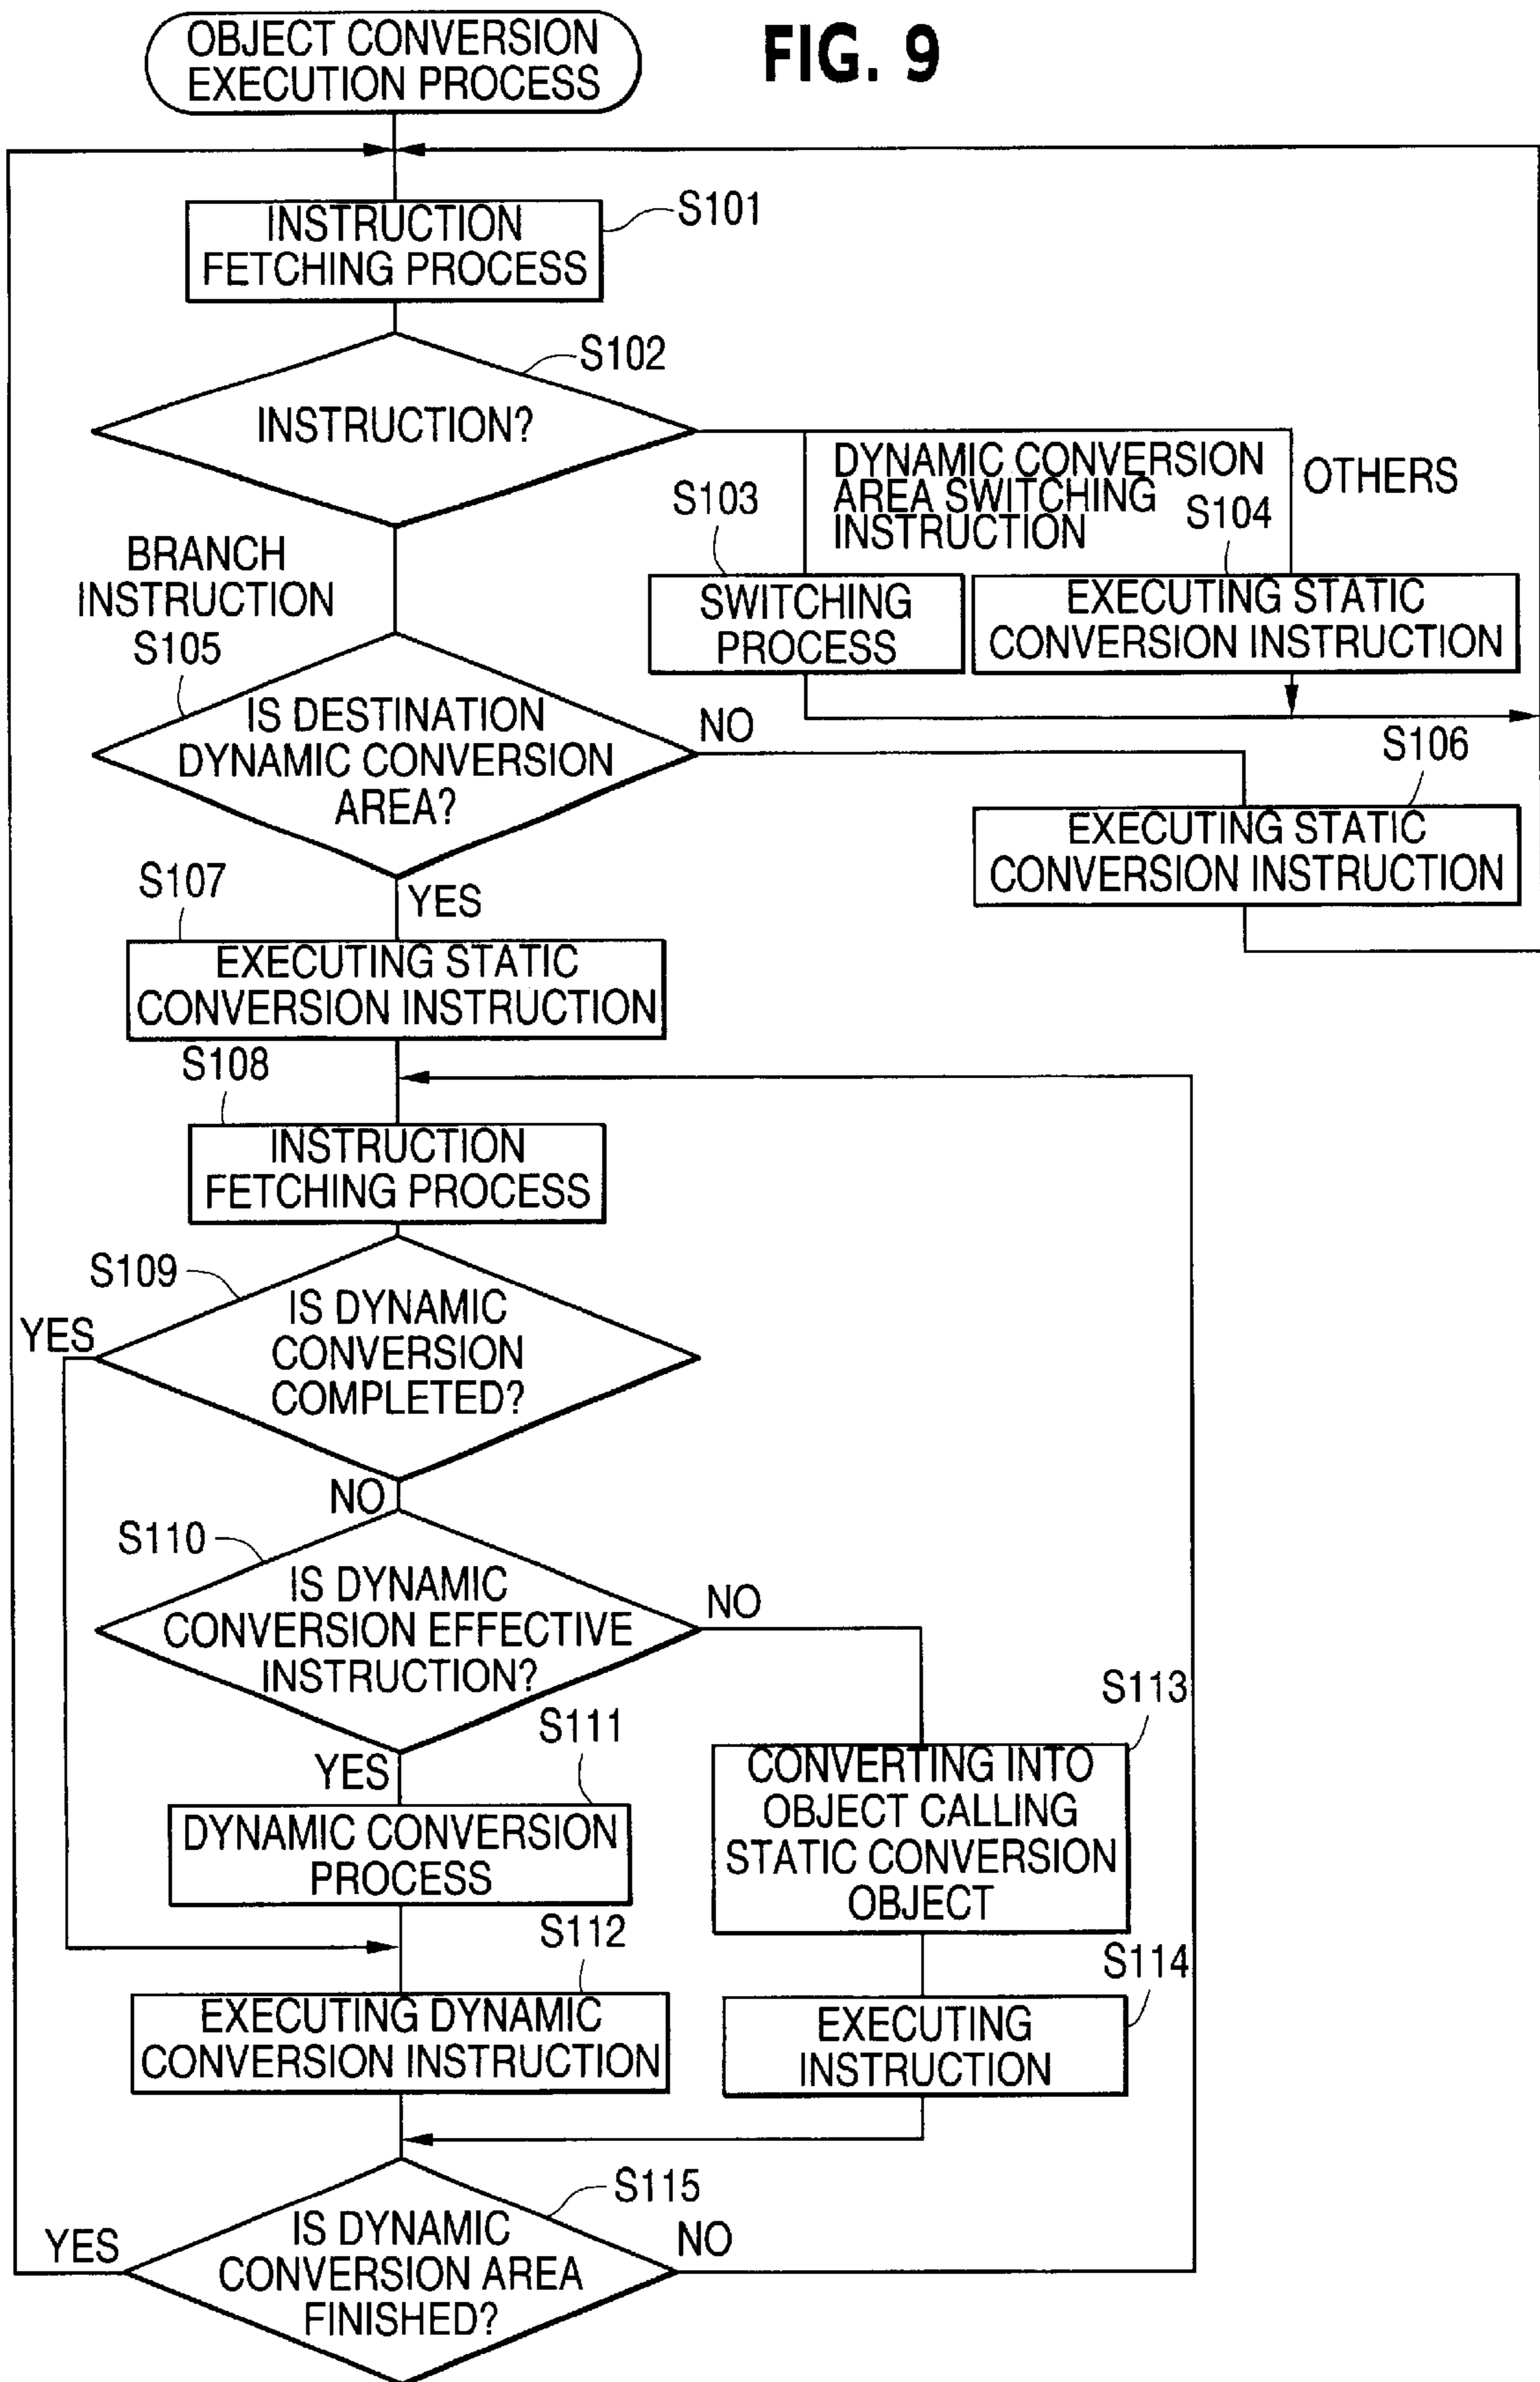 OBJECT CONVERSION
EXECUTION PROCESS
FIG. 9
INSTRUCTION
FETCHING PROCESS
S101
S102
INSTRUCTION?
DYNAMIC CONVERSION
AREA SWITCHING
INSTRUCTION
OTHERS
S103
S104
BRANCH
INSTRUCTION
SWITCHING
PROCESS
EXECUTING STATIC
CONVERSION INSTRUCTION
S105
IS DESTINATION
DYNAMIC CONVERSION
AREA?
NO
S106
EXECUTING STATIC
CONVERSION INSTRUCTION
YES
S107
EXECUTING STATIC
CONVERSION INSTRUCTION
S108
INSTRUCTION
FETCHING PROCESS
S109
IS DYNAMIC
CONVERSION
COMPLETED?
YES
NO
S110
IS DYNAMIC
CONVERSION EFFECTIVE
INSTRUCTION?
NO
YES
S111
DYNAMIC CONVERSION
PROCESS
S113
CONVERTING INTO
OBJECT CALLING
STATIC CONVERSION
OBJECT
S112
EXECUTING DYNAMIC
CONVERSION INSTRUCTION
S114
EXECUTING
INSTRUCTION
S115
IS DYNAMIC
CONVERSION AREA
FINISHED?
YES
NO